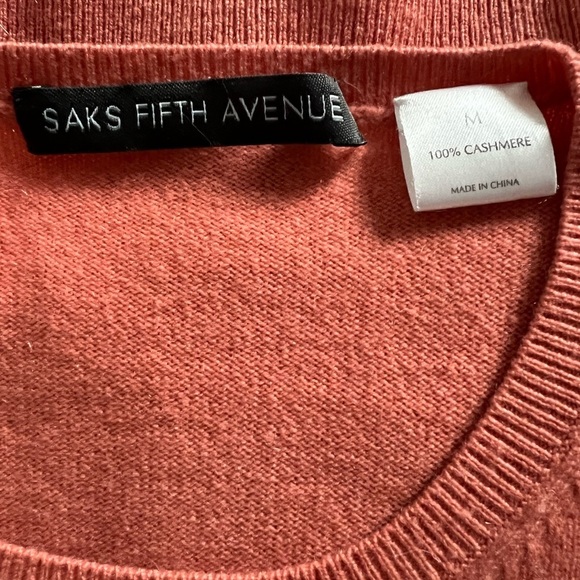 SAKS FIFTH AVENUE
M
100% CASHMERE
MADE IN CHINA